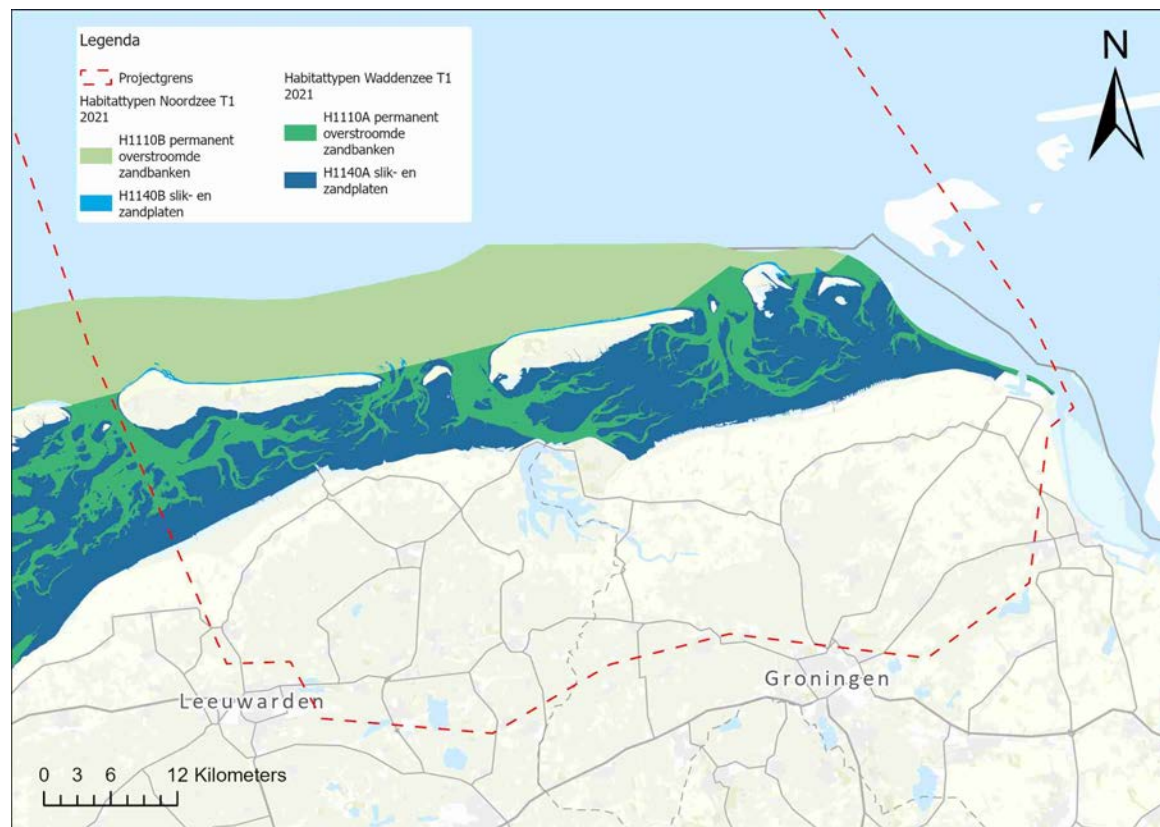 Legenda
Projectgrens
Habitattypen Noordzee T1
2021
H1110B permanent
overstroomde
zandbanken
H1140B slik- en
zandplaten
Habitattypen Waddenzee T1
2021
H1110A permanent
overstroomde
zandbanken
H1140A slik- en
zandplaten
N
Leeuwarden
Groningen
0 3 6 12 Kilometers